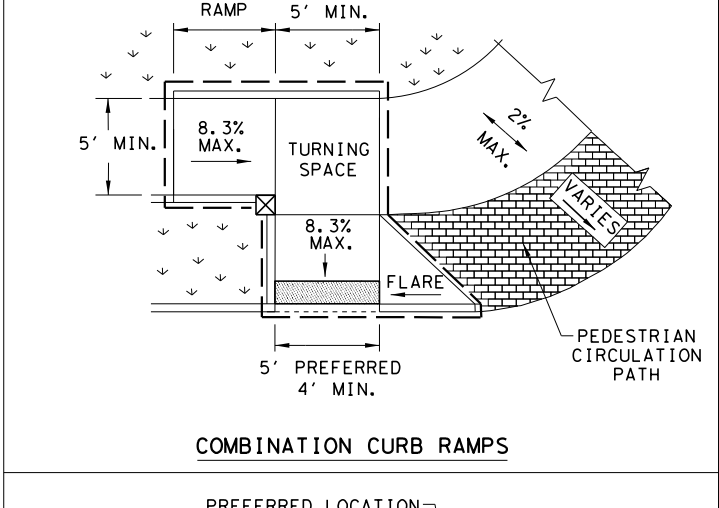 RAMP
5' MIN.
5' MIN.
8.3%
MAX.
TURNING
SPACE
2%
MAX.
VARIES
8.3%
MAX.
FLARE
PEDESTRIAN
CIRCULATION
PATH
5' PREFERRED
4' MIN.
COMBINATION CURB RAMPS
PREFERRED LOCATION